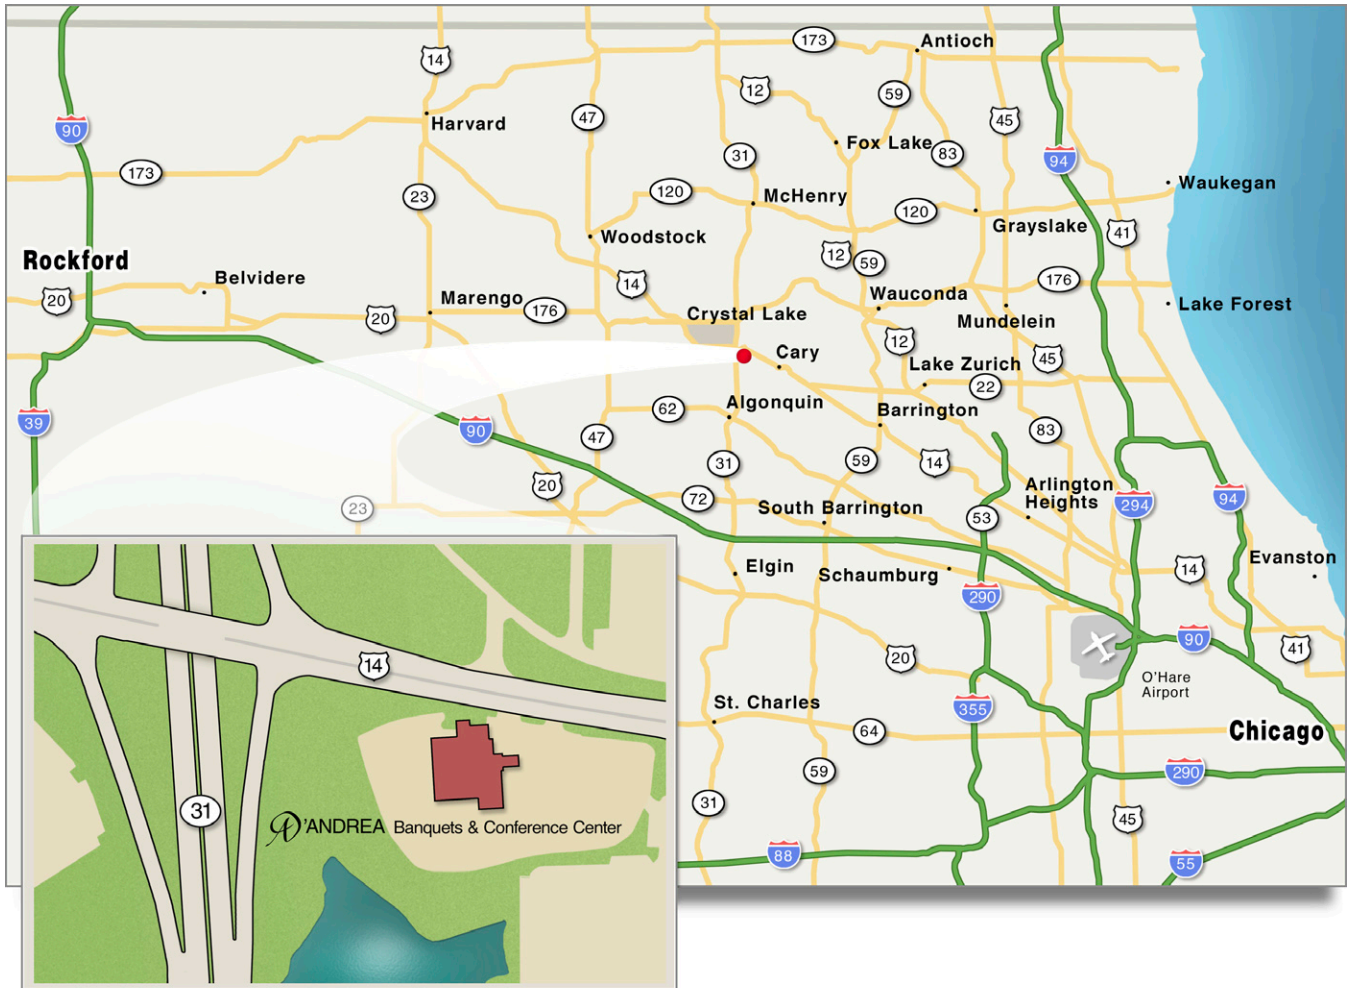 173
Antioch
14
12
59
45
47
90
Harvard
Fox Lake
83
94
31
173
23
120
McHenry
120
Waukegan
Grayslake
41
Woodstock
12
59
Rockford
Belvidere
14
176
20
Marengo
176
Wauconda
Lake Forest
20
Crystal Lake
Mundelein
12
45
Cary
Lake Zurich
22
62
Algonquin
Barrington
39
90
47
83
31
59
14
20
72
Arlington
Heights
294
94
23
South Barrington
53
Elgin
Schaumburg
14
Evanston
290
90
41
20
O'Hare
Airport
14
St. Charles
355
64
Chicago
59
290
31
31
45
D'ANDREA Banquets & Conference Center
88
55